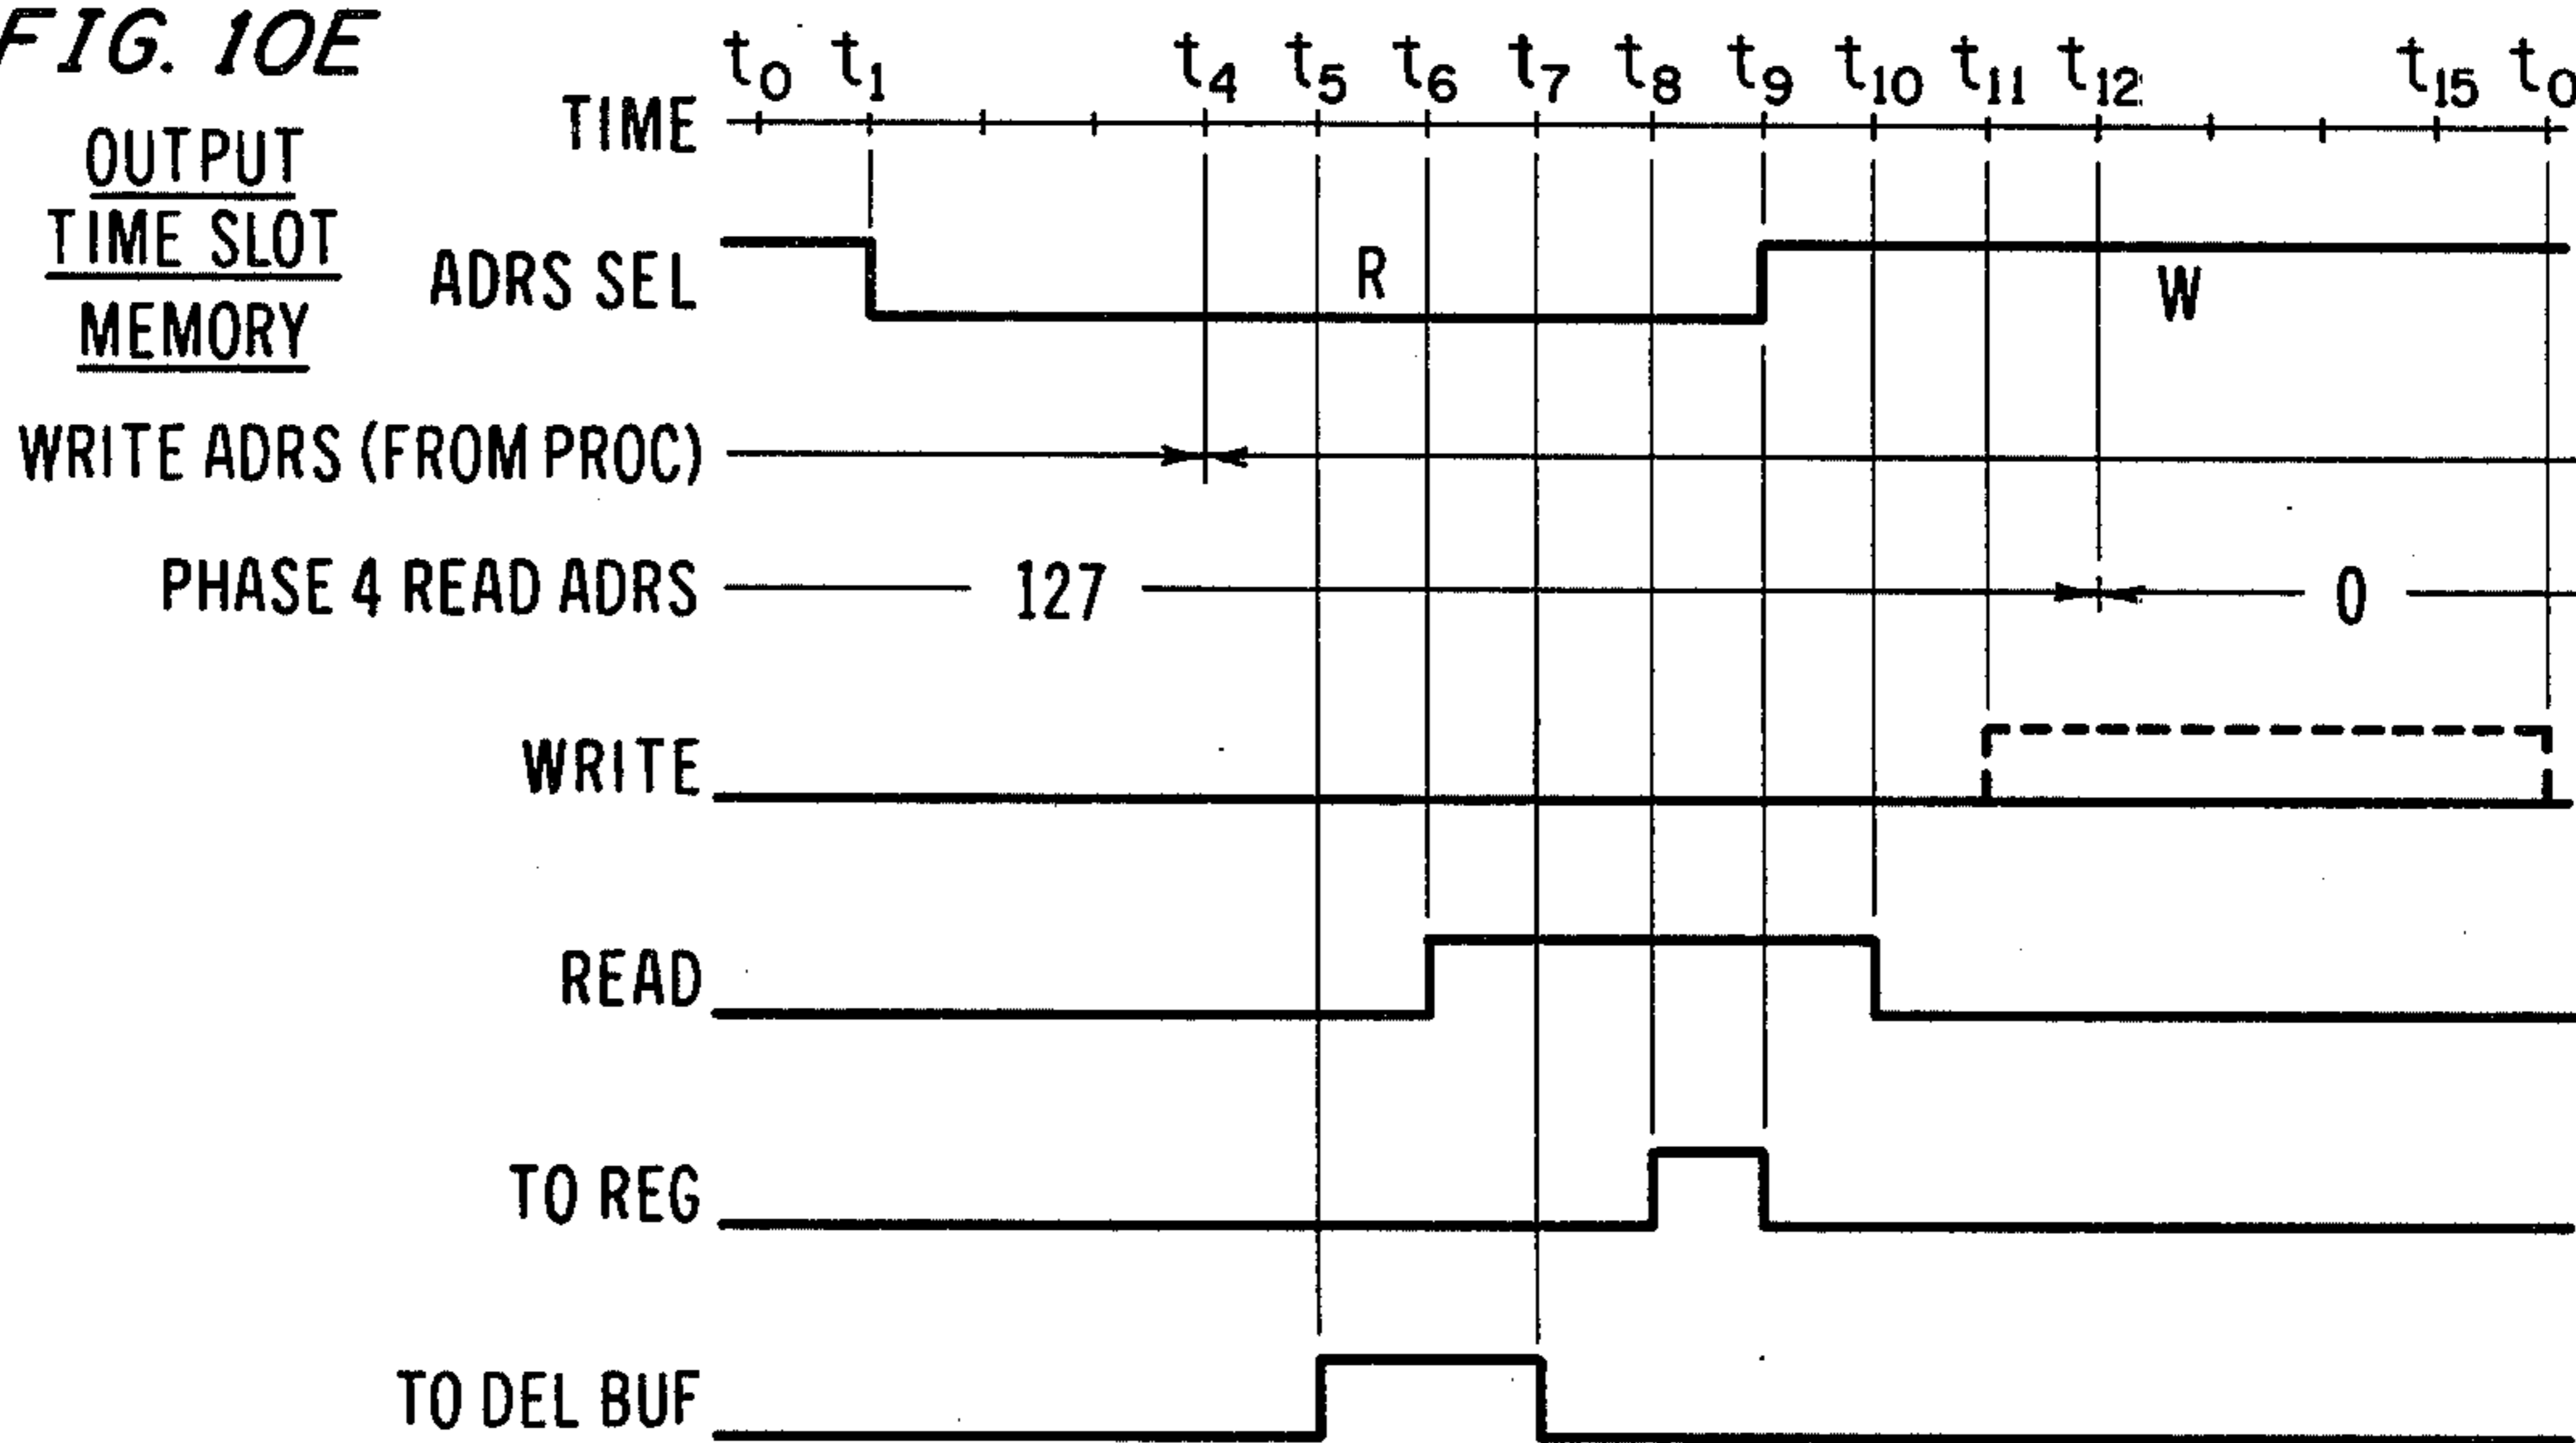 FIG. 10E
t0 t1 t4 t5 t6 t7 t8 t9 t10 t11 t12 t15 t0
TIME
OUTPUT
TIME SLOT
MEMORY
ADRS SEL R W
WRITE ADRS (FROM PROC)
PHASE 4 READ ADRS 127 0
WRITE
READ
TO REG
TO DEL BUF